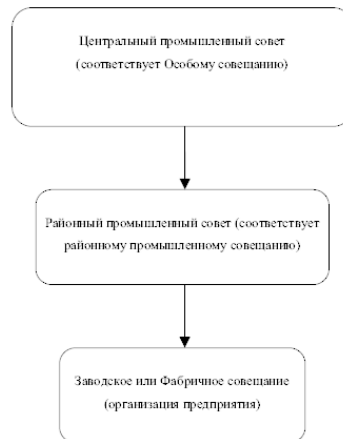 Центральный промышленный совет
(соответствует Особому совещанию)
Районный промышленный совет (соответствует
районному промышленному совещанию)
Заводское или Фабричное совещание
(организация предприятия)